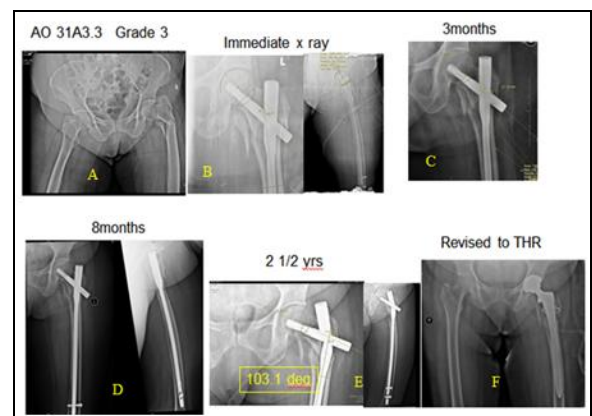 AO 31A3.3 Grade 3
Immediate x ray
3months
A
B
L
C
8months
2 1/2 yrs
Revised to THR
D
103.1 deg
E
F